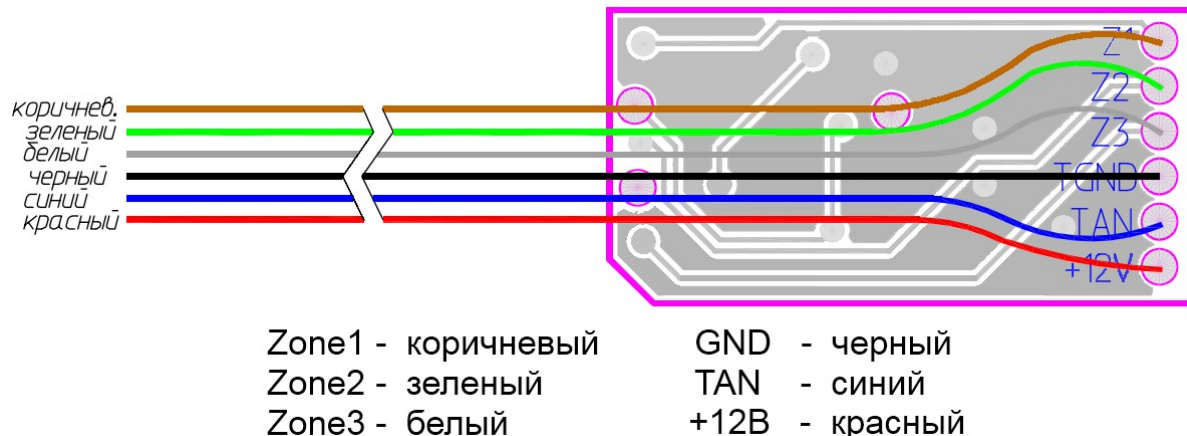 коричнев.
зеленый
белый
черный
синий
красный
Z1
Z2
Z3
TGND
TAN
+12V
Zone1 - коричневый
Zone2 - зеленый
Zone3 - белый
GND - черный
TAN - синий
+12В - красный